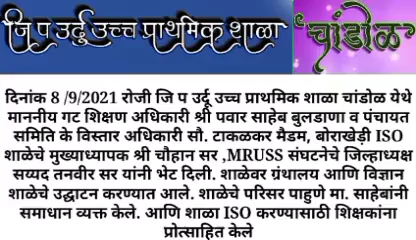 जि प उर्दु उच्च प्राथमिक शाळा चांडोळ
दिनांक 8 /9/2021 रोजी जि प उर्दू उच्च प्राथमिक शाळा चांडोळ येथे
माननीय गट शिक्षण अधिकारी श्री पवार साहेब बुलडाणा व पंचायत
समिति के विस्तार अधिकारी सौ. टाकळकर मैडम, बोराखेड़ी ISO
शाळेचे मुख्याध्यापक श्री चौहान सर ,MRUSS संघटनेचे जिल्हाध्यक्ष
सय्यद तनवीर सर यांनी भेट दिली. शाळेवर ग्रंथालय आणि विज्ञान
शाळेचे उद्घाटन करण्यात आले. शाळेचे परिसर पाहुणे मा. साहेबांनी
समाधान व्यक्त केले. आणि शाळा ISO करण्यासाठी शिक्षकांना
प्रोत्साहित केले